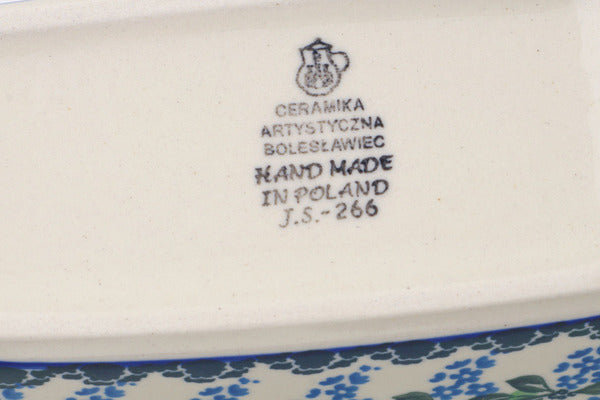 CERAMIKA
ARTYSTYCZNA
BOLESŁAWIEC
HAND MADE
IN POLAND
J.S.-266